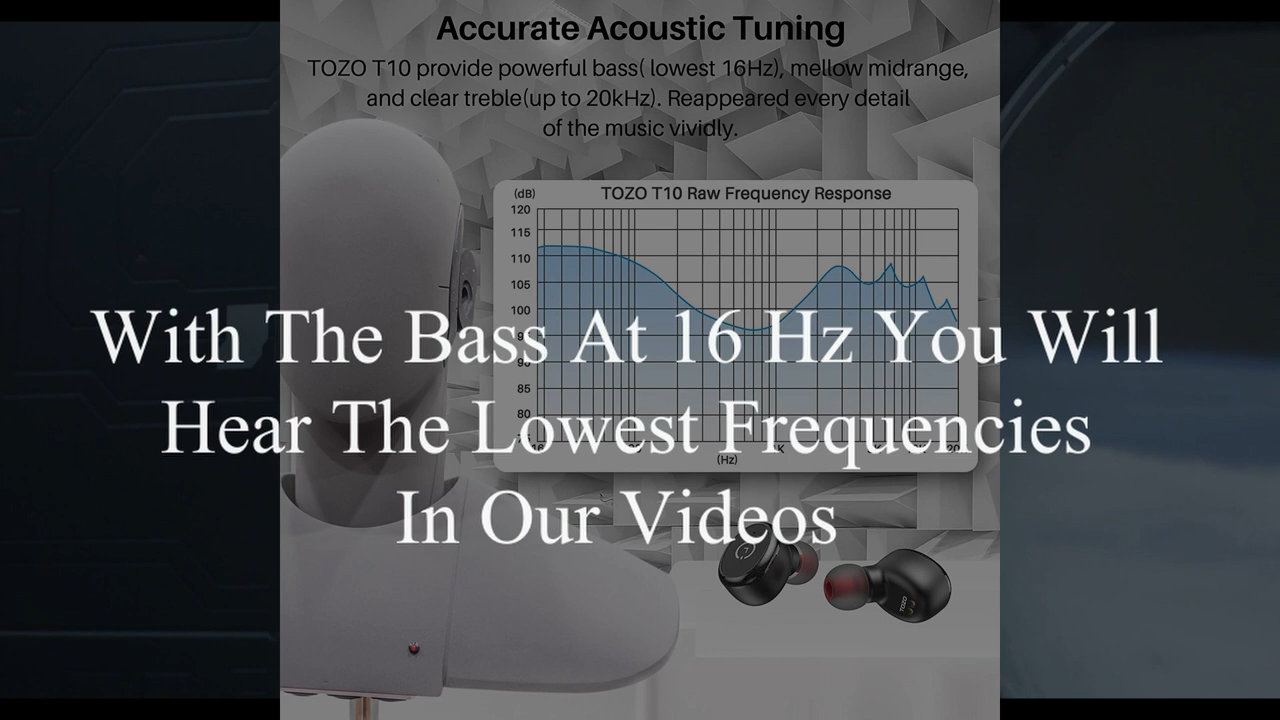 Accurate Acoustic Tuning
TOZO T10 provide powerful bass( lowest 16Hz), mellow midrange,
and clear treble(up to 20kHz). Reappeared every detail
of the music vividly.
(dB)
TOZO T10 Raw Frequency Response
120
115
110
105
100
85
80
(Hz)
With The Bass At 16 Hz You Will
Hear The Lowest Frequencies
In Our Videos
TOZO